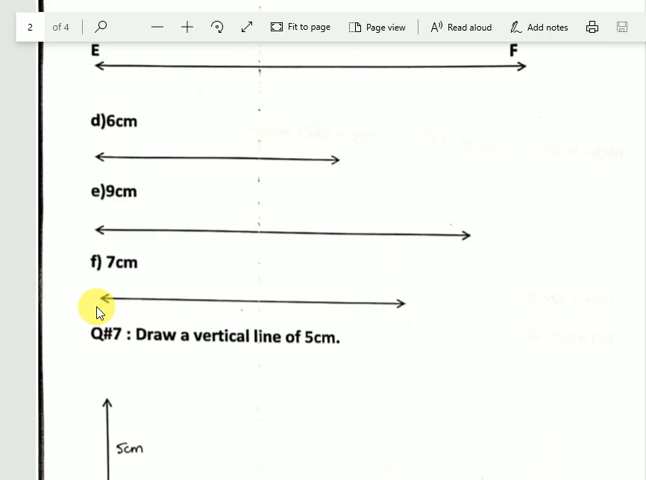 2 of 4 Fit to page Page view Read aloud Add notes
E F
d)6cm
e)9cm
f) 7cm
Q#7 : Draw a vertical line of 5cm.
5cm